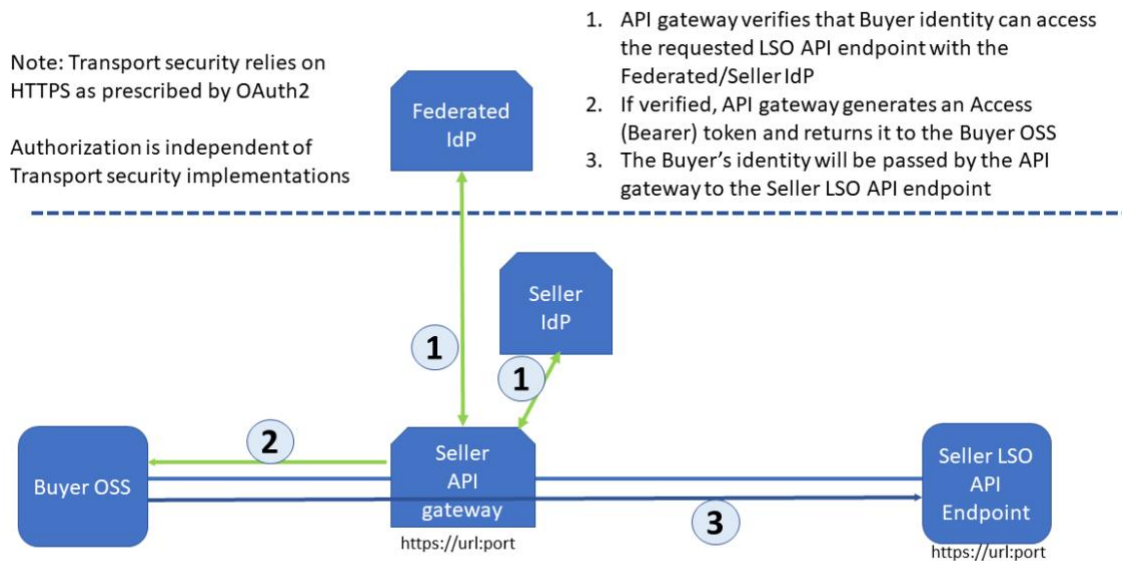 Note: Transport security relies on
HTTPS as prescribed by OAuth2
Authorization is independent of
Transport security implementations
1. API gateway verifies that Buyer identity can access
the requested LSO API endpoint with the
Federated/Seller IdP
2. If verified, API gateway generates an Access
(Bearer) token and returns it to the Buyer OSS
3. The Buyer's identity will be passed by the API
gateway to the Seller LSO API endpoint
Federated
IdP
Seller
IdP
1
1
2
Buyer OSS
Seller
API
gateway
https://url:port
3
Seller LSO
API
Endpoint
https://url:port